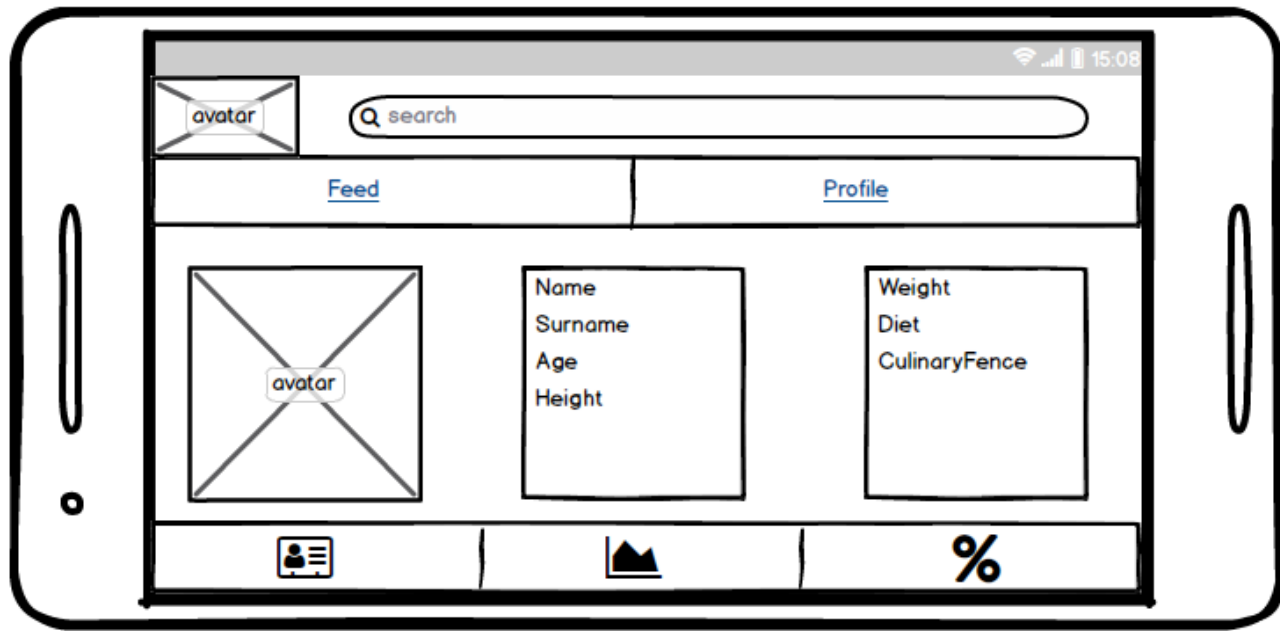 15:08
avatar
search
Feed
Profile
avatar
Name
Surname
Age
Height
Weight
Diet
CulinaryFence
%